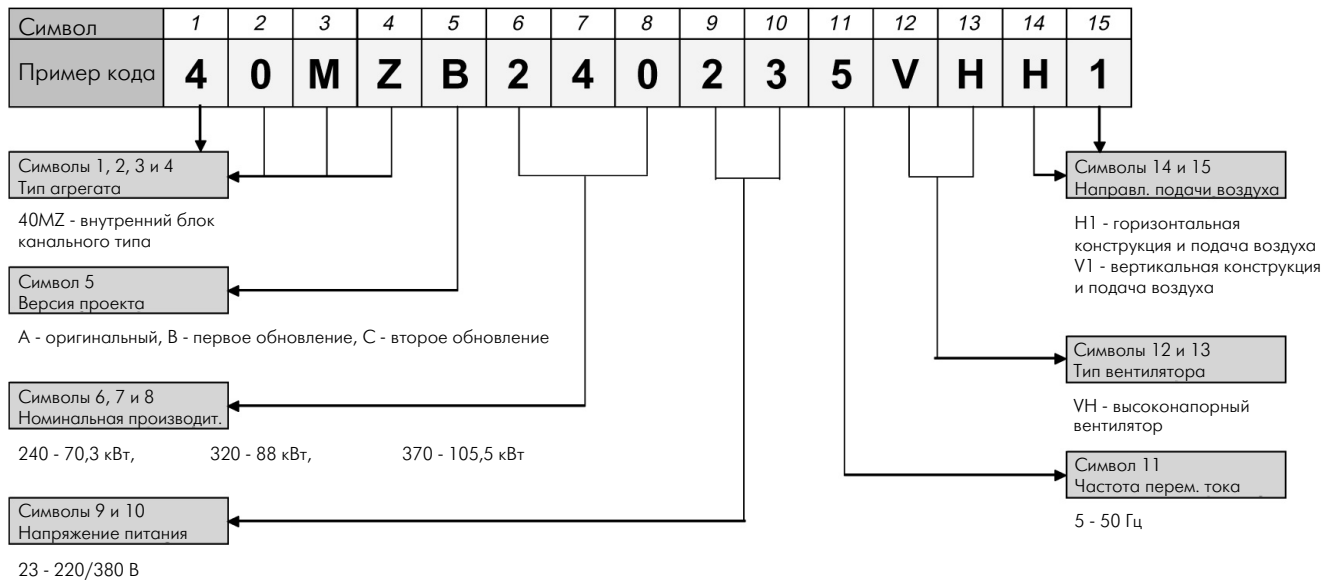 Символ 1 2 3 4 5 6 7 8 9 10 11 12 13 14 15
Пример кода 4 0 M Z B 2 4 0 2 3 5 V H H 1
Символы 1, 2, 3 и 4
Тип агрегата
40MZ - внутренний блок
канального типа
Символ 5
Версия проекта
A - оригинальный, B - первое обновление, C - второе обновление
Символы 6, 7 и 8
Номинальная производит.
240 - 70,3 кВт, 320 - 88 кВт, 370 - 105,5 кВт
Символы 9 и 10
Напряжение питания
23 - 220/380 В
Символы 14 и 15
Направл. подачи воздуха
H1 - горизонтальная
конструкция и подача воздуха
V1 - вертикальная конструкция
и подача воздуха
Символы 12 и 13
Тип вентилятора
VH - высоконапорный
вентилятор
Символ 11
Частота перем. тока
5 - 50 Гц